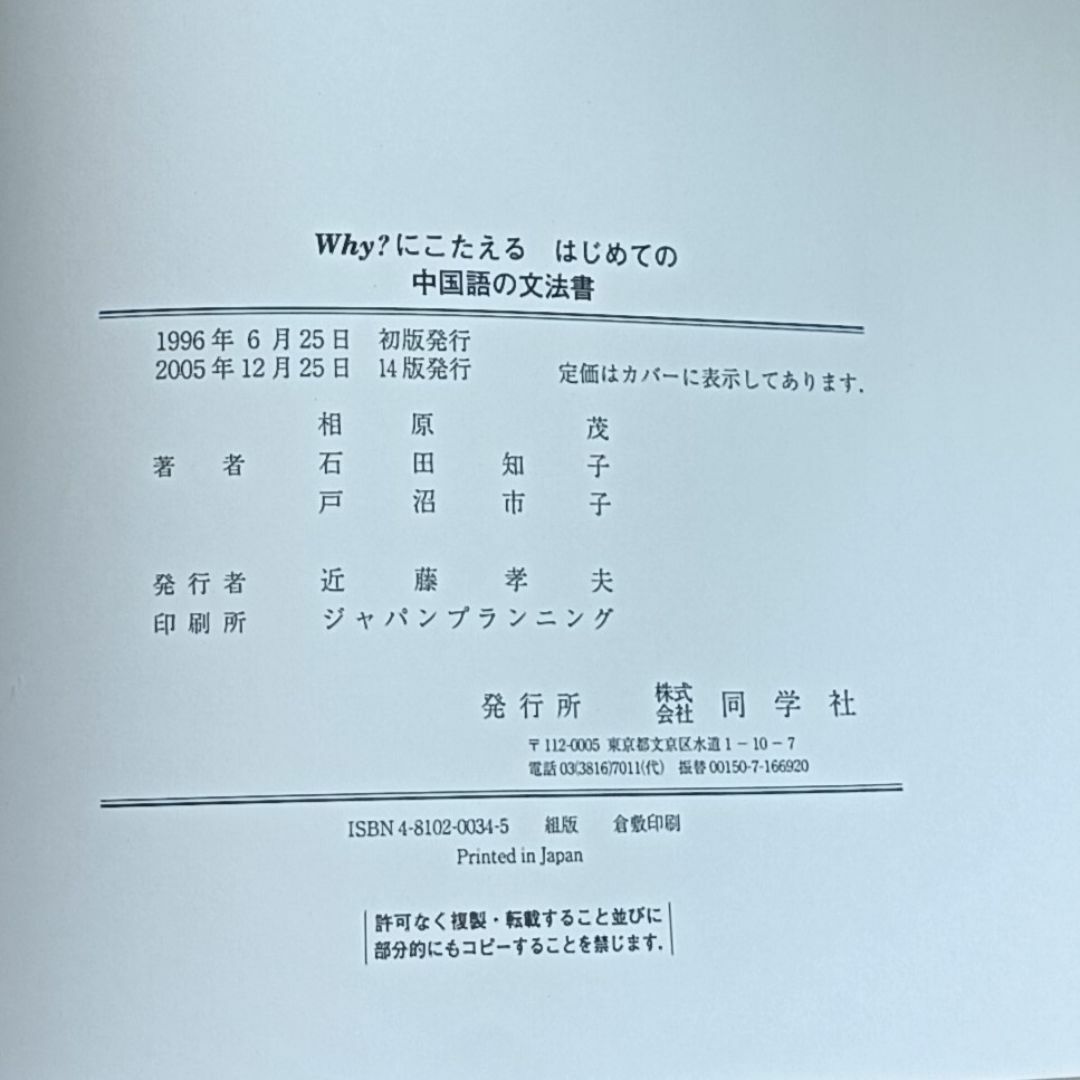 Why?にこたえる はじめての
中国語の文法書
1996年 6 月25日 初版発行
2005年12月25日 14版発行
定価はカバーに表示してあります.
相原 茂
著者 石田知子
戸沼市子
発行者 近藤孝夫
印刷所 ジャパンプランニング
発行所 株式会社 同学社
〒112-0005 東京都文京区水道1-10-7
電話03(3816)7011(代) 振替00150-7-166920
ISBN4-8102-0034-5 組版 倉敷印刷
Printed in Japan
許可なく複製・転載すること並びに
部分的にもコピーすることを禁じます.